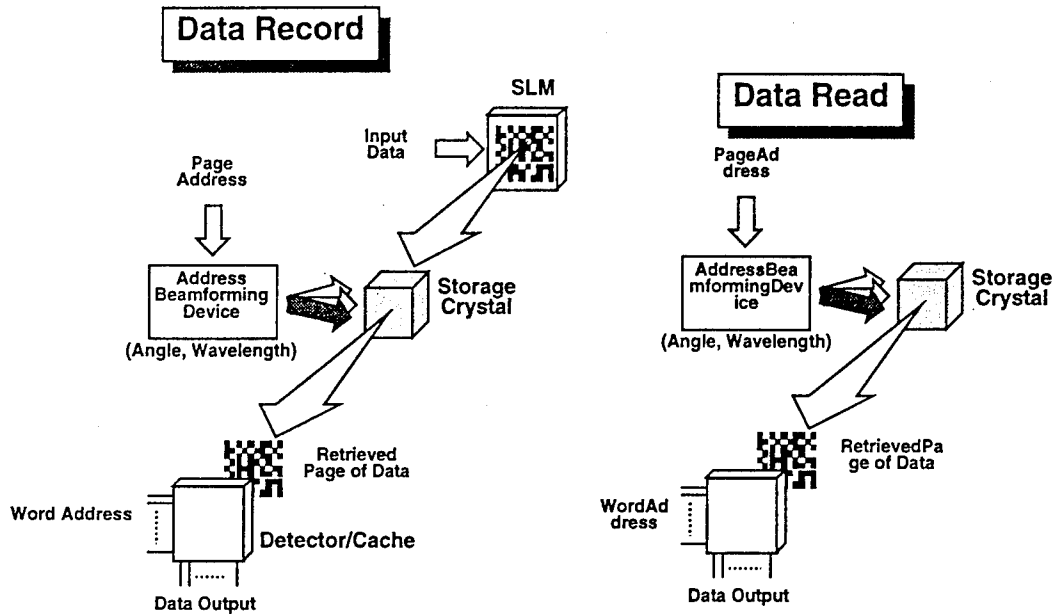 Data Record
SLM
Input
Data
Page
Address
Address
Beamforming
Device
(Angle, Wavelength)
Storage
Crystal
Retrieved
Page of Data
Word Address
Detector/Cache
Data Output
Data Read
PageAd
dress
AddressBea
mformingDev
ice
(Angle, Wavelength)
Storage
Crystal
RetrievedPa
ge of Data
WordAd
dress
Data Output